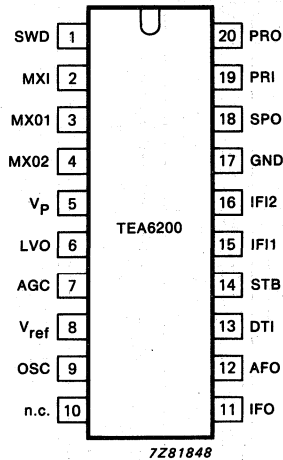 SWD 1 20 PRO
MXI 2 19 PRI
MX01 3 18 SPO
MX02 4 17 GND
VP 5 16 IFI2
TEA6200
LVO 6 15 IFI1
AGC 7 14 STB
Vref 8 13 DTI
OSC 9 12 AFO
n.c. 10 11 IFO
7Z81848